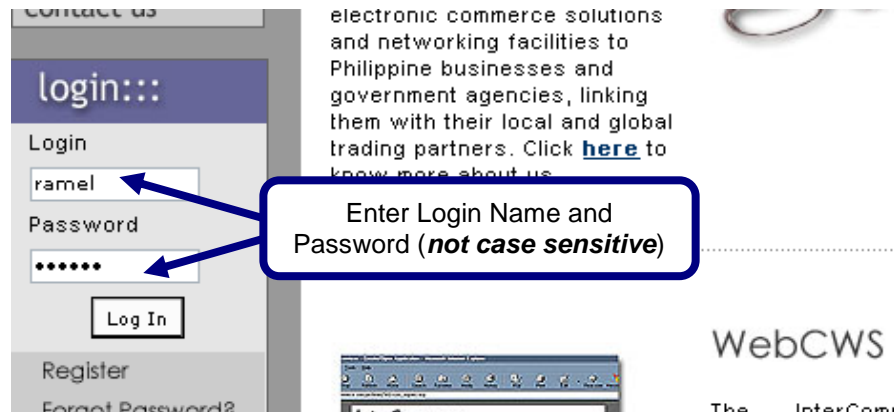 contact us
login:::
Login
ramel
Password
Log In
Register
Forgot Password?
electronic commerce solutions
and networking facilities to
Philippine businesses and
government agencies, linking
them with their local and global
trading partners. Click here to
know more about us
Enter Login Name and
Password (not case sensitive)
WebCWS
The InterCom